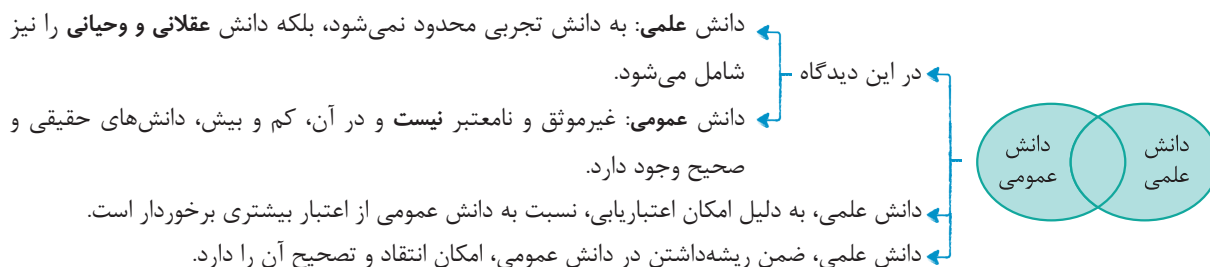 دانش علمی: به دانش تجربی محدود نمی‌شود، بلکه دانش عقلانی و وحیانی را نیز
شامل می‌شود.
در این دیدگاه
دانش عمومی: غیرموثق و نامعتبر نیست و در آن، کم و بیش، دانش‌های حقیقی و
صحیح وجود دارد.
دانش
علمی
دانش
عمومی
دانش علمی، به دلیل امکان اعتباریابی، نسبت به دانش عمومی از اعتبار بیشتری برخوردار است.
دانش علمی، ضمن ریشه‌داشتن در دانش عمومی، امکان انتقاد و تصحیح آن را دارد.